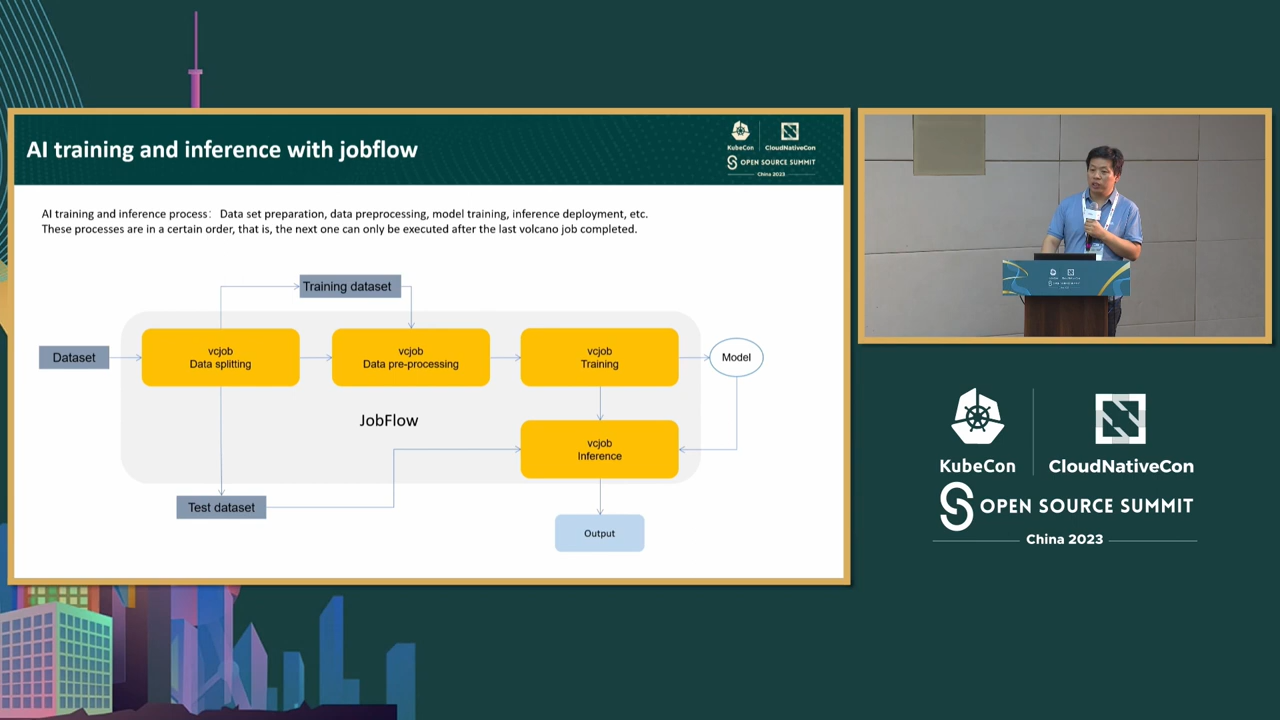 AI training and inference with jobflow
KubeCon
CloudNativeCon
OPEN SOURCE SUMMIT
China 2023
AI training and inference process: Data set preparation, data preprocessing, model training, inference deployment, etc.
These processes are in a certain order, that is, the next one can only be executed after the last volcano job completed.
Training dataset
Dataset
vcjob
Data splitting
vcjob
Data pre-processing
vcjob
Training
Model
JobFlow
vcjob
Inference
Test dataset
Output
KubeCon
CloudNativeCon
OPEN SOURCE SUMMIT
China 2023